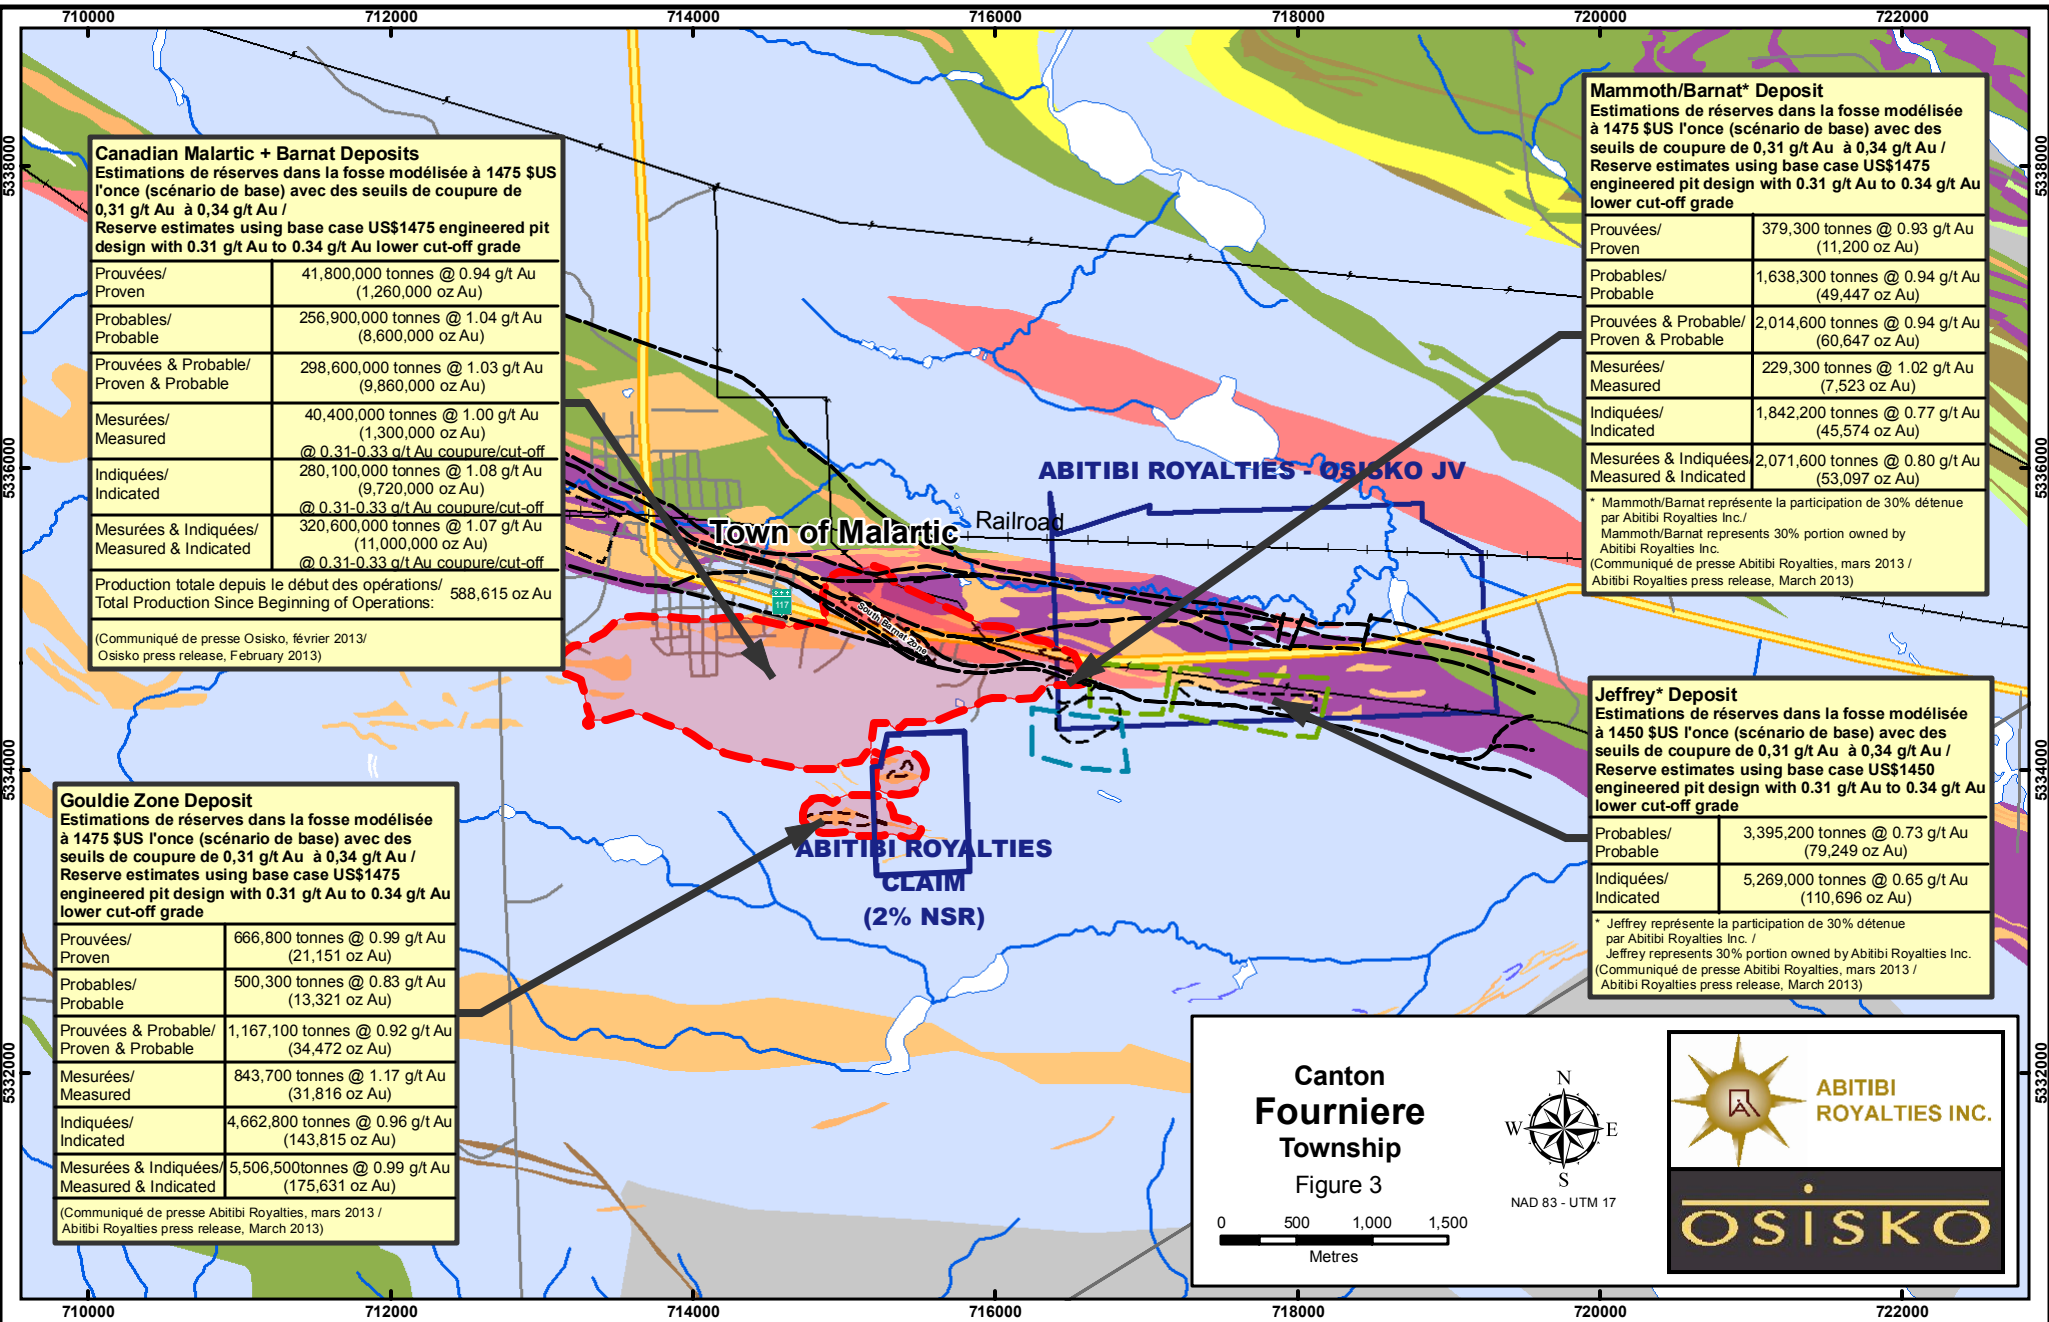 710000
712000
714000
716000
718000
720000
722000
5338000
5336000
5334000
5332000
Canadian Malartic + Barnat Deposits
Estimations de réserves dans la fosse modélisée à 1475 $US
l'once (scénario de base) avec des seuils de coupure de
0,31 g/t Au à 0,34 g/t Au /
Reserve estimates using base case US$1475 engineered pit
design with 0.31 g/t Au to 0.34 g/t Au lower cut-off grade
Prouvées/
Proven
41,800,000 tonnes @ 0.94 g/t Au
(1,260,000 oz Au)
Probables/
Probable
256,900,000 tonnes @ 1.04 g/t Au
(8,600,000 oz Au)
Prouvées & Probable/
Proven & Probable
298,600,000 tonnes @ 1.03 g/t Au
(9,860,000 oz Au)
Mesurées/
Measured
40,400,000 tonnes @ 1.00 g/t Au
(1,300,000 oz Au)
@ 0.31-0.33 g/t Au coupure/cut-off
Indiquées/
Indicated
280,100,000 tonnes @ 1.08 g/t Au
(9,720,000 oz Au)
@ 0.31-0.33 g/t Au coupure/cut-off
Mesurées & Indiquées/
Measured & Indicated
320,600,000 tonnes @ 1.07 g/t Au
(11,000,000 oz Au)
@ 0.31-0.33 g/t Au coupure/cut-off
Production totale depuis le début des opérations/
Total Production Since Beginning of Operations:
588,615 oz Au
(Communiqué de presse Osisko, février 2013/
Osisko press release, February 2013)
Mammoth/Barnat* Deposit
Estimations de réserves dans la fosse modélisée
à 1475 $US l'once (scénario de base) avec des
seuils de coupure de 0,31 g/t Au à 0,34 g/t Au /
Reserve estimates using base case US$1475
engineered pit design with 0.31 g/t Au to 0.34 g/t Au
lower cut-off grade
Prouvées/
Proven
379,300 tonnes @ 0.93 g/t Au
(11,200 oz Au)
Probables/
Probable
1,638,300 tonnes @ 0.94 g/t Au
(49,447 oz Au)
Prouvées & Probable/
Proven & Probable
2,014,600 tonnes @ 0.94 g/t Au
(60,647 oz Au)
Mesurées/
Measured
229,300 tonnes @ 1.02 g/t Au
(7,523 oz Au)
Indiquées/
Indicated
1,842,200 tonnes @ 0.77 g/t Au
(45,574 oz Au)
Mesurées & Indiquées/
Measured & Indicated
2,071,600 tonnes @ 0.80 g/t Au
(53,097 oz Au)
* Mammoth/Barnat représente la participation de 30% détenue
par Abitibi Royalties Inc./
Mammoth/Barnat represents 30% portion owned by
Abitibi Royalties Inc.
(Communiqué de presse Abitibi Royalties, mars 2013 /
Abitibi Royalties press release, March 2013)
ABITIBI ROYALTIES - OSISKO JV
Town of Malartic
Railroad
117
South Barnat Zone
Jeffrey* Deposit
Estimations de réserves dans la fosse modélisée
à 1450 $US l'once (scénario de base) avec des
seuils de coupure de 0,31 g/t Au à 0,34 g/t Au /
Reserve estimates using base case US$1450
engineered pit design with 0.31 g/t Au to 0.34 g/t Au
lower cut-off grade
Probables/
Probable
3,395,200 tonnes @ 0.73 g/t Au
(79,249 oz Au)
Indiquées/
Indicated
5,269,000 tonnes @ 0.65 g/t Au
(110,696 oz Au)
* Jeffrey représente la participation de 30% détenue
par Abitibi Royalties Inc. /
Jeffrey represents 30% portion owned by Abitibi Royalties Inc.
(Communiqué de presse Abitibi Royalties, mars 2013 /
Abitibi Royalties press release, March 2013)
Gouldie Zone Deposit
Estimations de réserves dans la fosse modélisée
à 1475 $US l'once (scénario de base) avec des
seuils de coupure de 0,31 g/t Au à 0,34 g/t Au /
Reserve estimates using base case US$1475
engineered pit design with 0.31 g/t Au to 0.34 g/t Au
lower cut-off grade
Prouvées/
Proven
666,800 tonnes @ 0.99 g/t Au
(21,151 oz Au)
Probables/
Probable
500,300 tonnes @ 0.83 g/t Au
(13,321 oz Au)
Prouvées & Probable/
Proven & Probable
1,167,100 tonnes @ 0.92 g/t Au
(34,472 oz Au)
Mesurées/
Measured
843,700 tonnes @ 1.17 g/t Au
(31,816 oz Au)
Indiquées/
Indicated
4,662,800 tonnes @ 0.96 g/t Au
(143,815 oz Au)
Mesurées & Indiquées/
Measured & Indicated
5,506,500tonnes @ 0.99 g/t Au
(175,631 oz Au)
(Communiqué de presse Abitibi Royalties, mars 2013 /
Abitibi Royalties press release, March 2013)
ABITIBI ROYALTIES
CLAIM
(2% NSR)
Canton
Fourniere
Township
Figure 3
0 500 1,000 1,500
Metres
N
W E
S
NAD 83 - UTM 17
ABITIBI
ROYALTIES INC.
OSISKO
5338000
5336000
5334000
5332000
710000
712000
714000
716000
718000
720000
722000